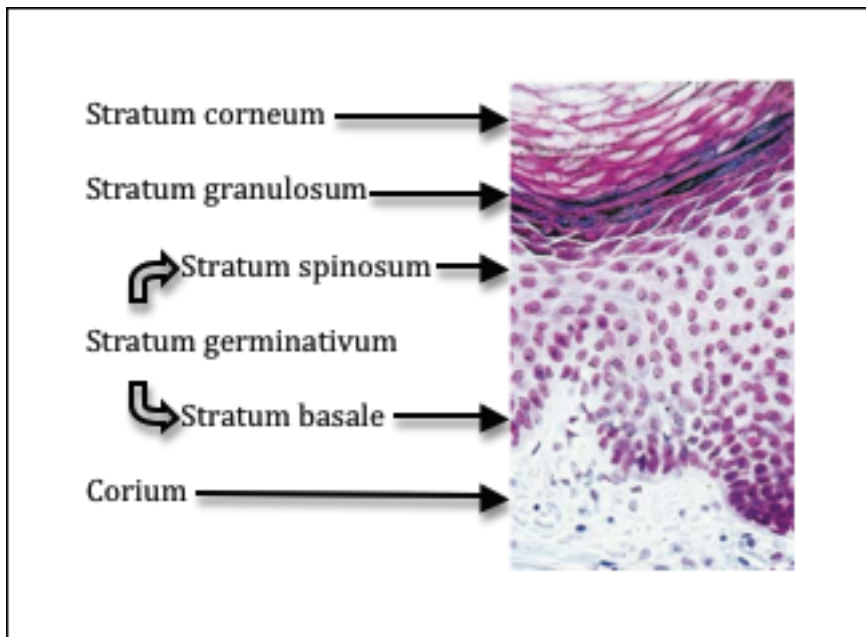 Stratum corneum
Stratum granulosum
Stratum spinosum
Stratum germinativum
Stratum basale
Corium